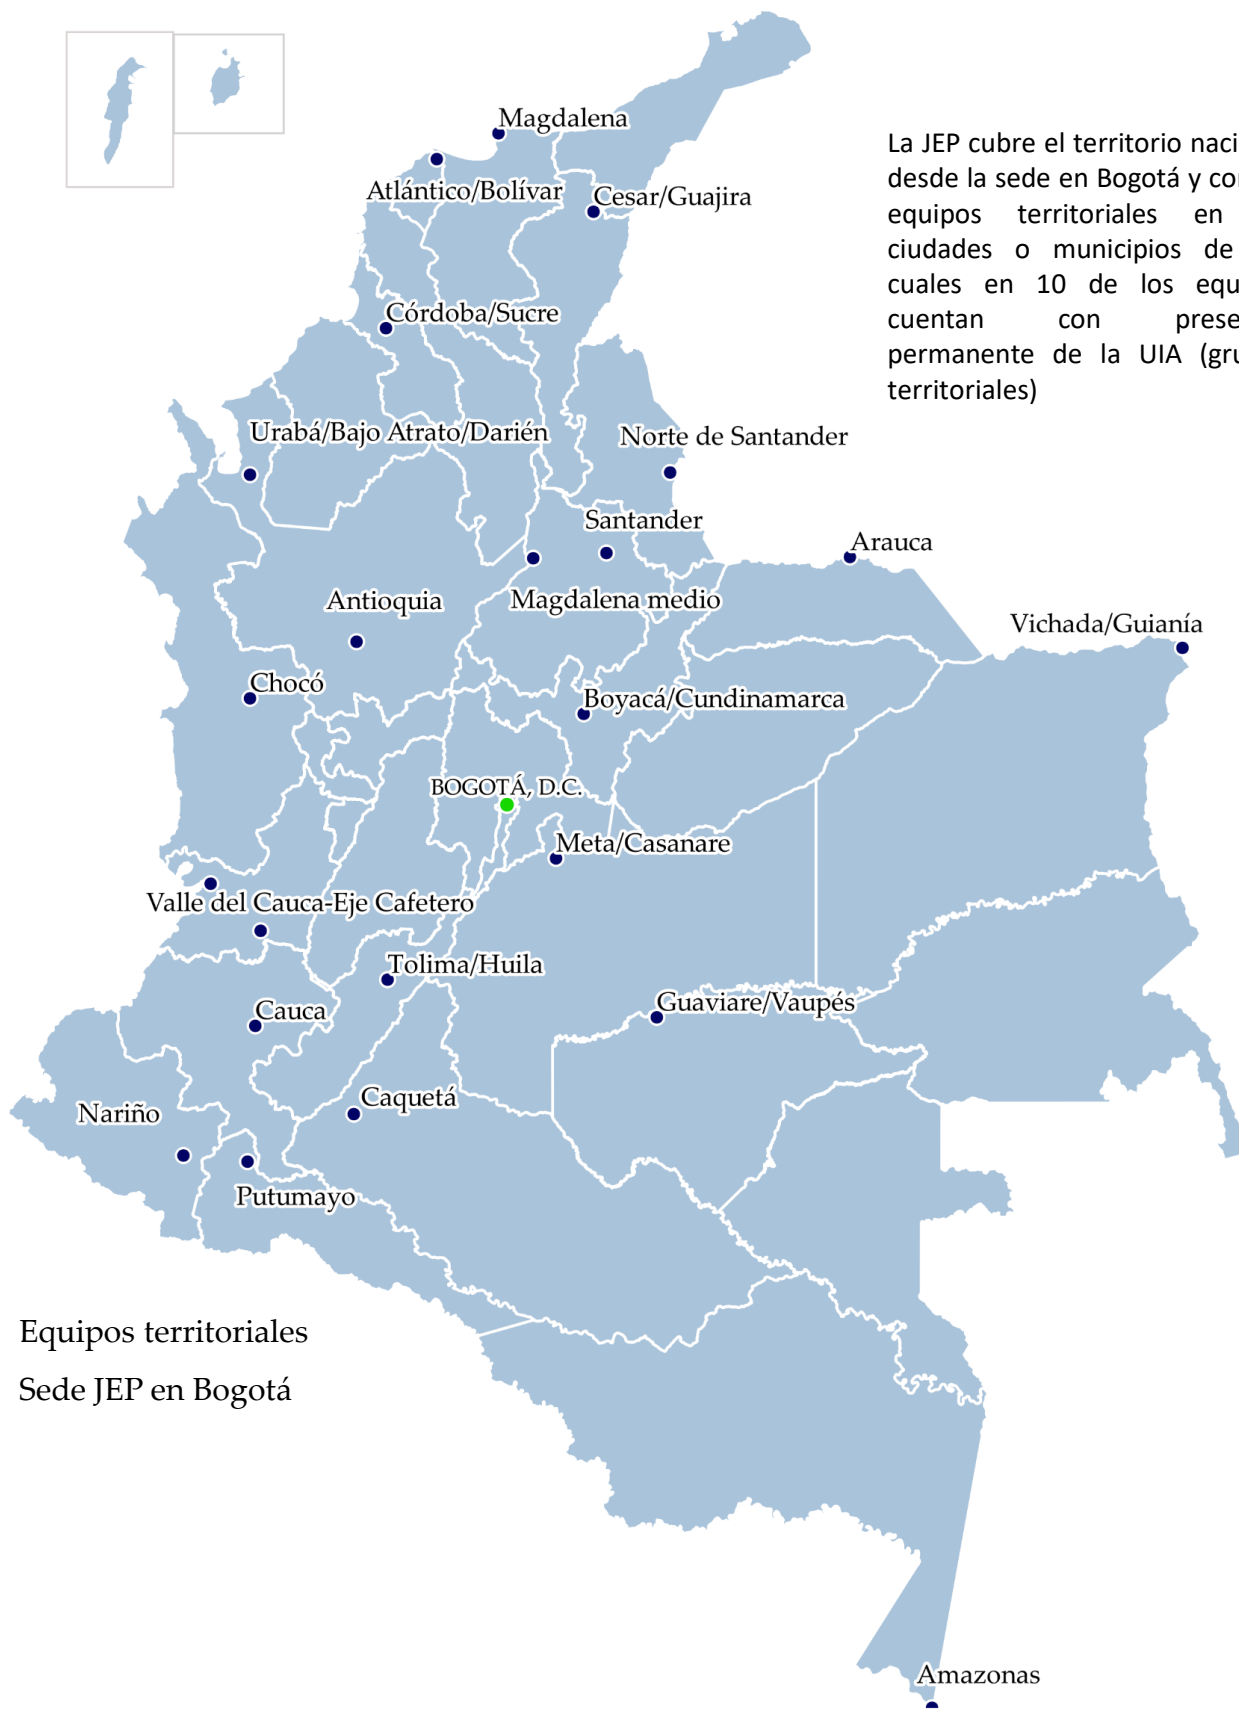 Magdalena
Atlántico/Bolívar
Cesar/Guajira
La JEP cubre el territorio naci
desde la sede en Bogotá y co
equipos territoriales en
ciudades o municipios de
cuales en 10 de los equ
cuentan con prese
permanente de la UIA (gru
territoriales)
Córdoba/Sucre
Urabá/Bajo Atrato/Darién
Norte de Santander
Santander
Arauca
Antioquia
Magdalena medio
Vichada/Guianía
Chocó
Boyacá/Cundinamarca
BOGOTÁ, D.C.
Meta/Casanare
Valle del Cauca-Eje Cafetero
Tolima/Huila
Cauca
Guaviare/Vaupés
Caquetá
Nariño
Putumayo
Equipos territoriales
Sede JEP en Bogotá
Amazonas